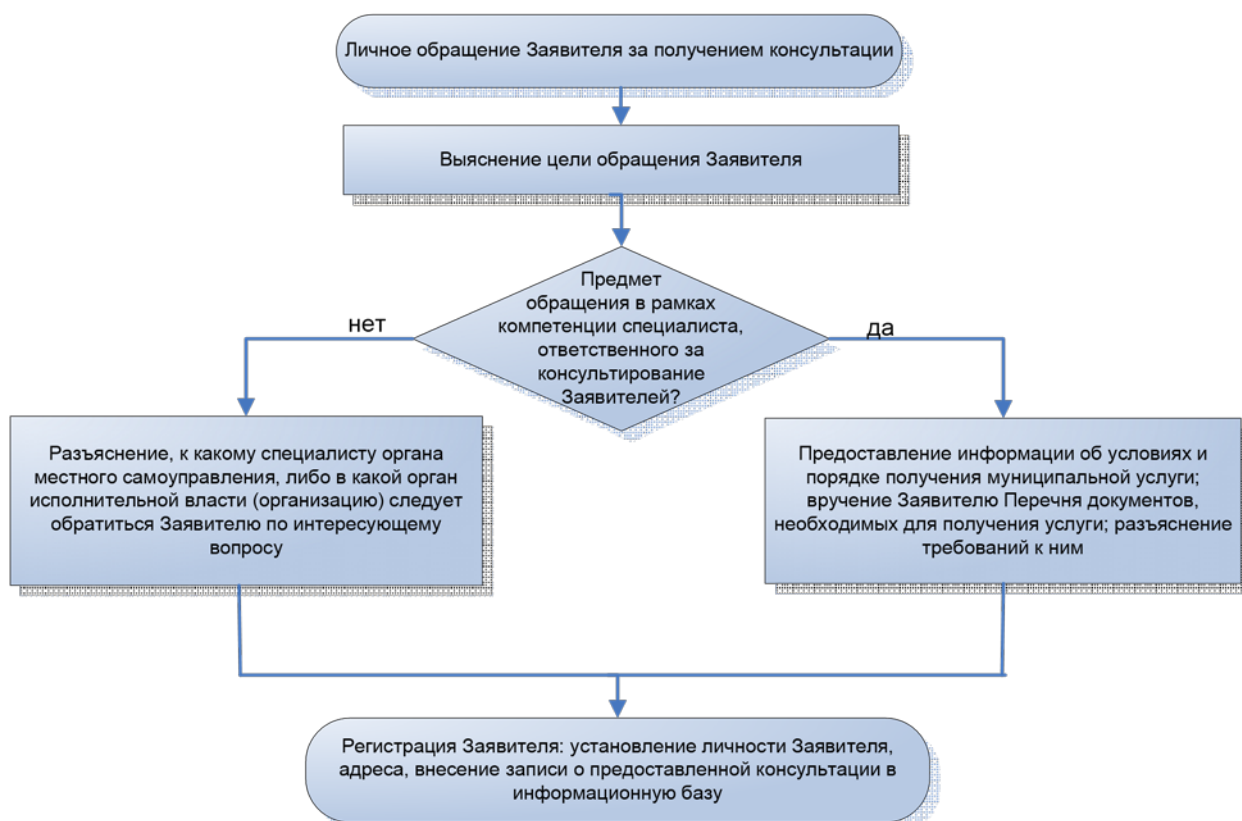 Личное обращение Заявителя за получением консультации
Выяснение цели обращения Заявителя
Предмет
обращения в рамках
компетенции специалиста,
ответственного за
консультирование
Заявителей?
нет
да
Разъяснение, к какому специалисту органа
местного самоуправления, либо в какой орган
исполнительной власти (организацию) следует
обратиться Заявителю по интересующему
вопросу
Предоставление информации об условиях и
порядке получения муниципальной услуги;
вручение Заявителю Перечня документов,
необходимых для получения услуги; разъяснение
требований к ним
Регистрация Заявителя: установление личности Заявителя,
адреса, внесение записи о предоставленной консультации в
информационную базу